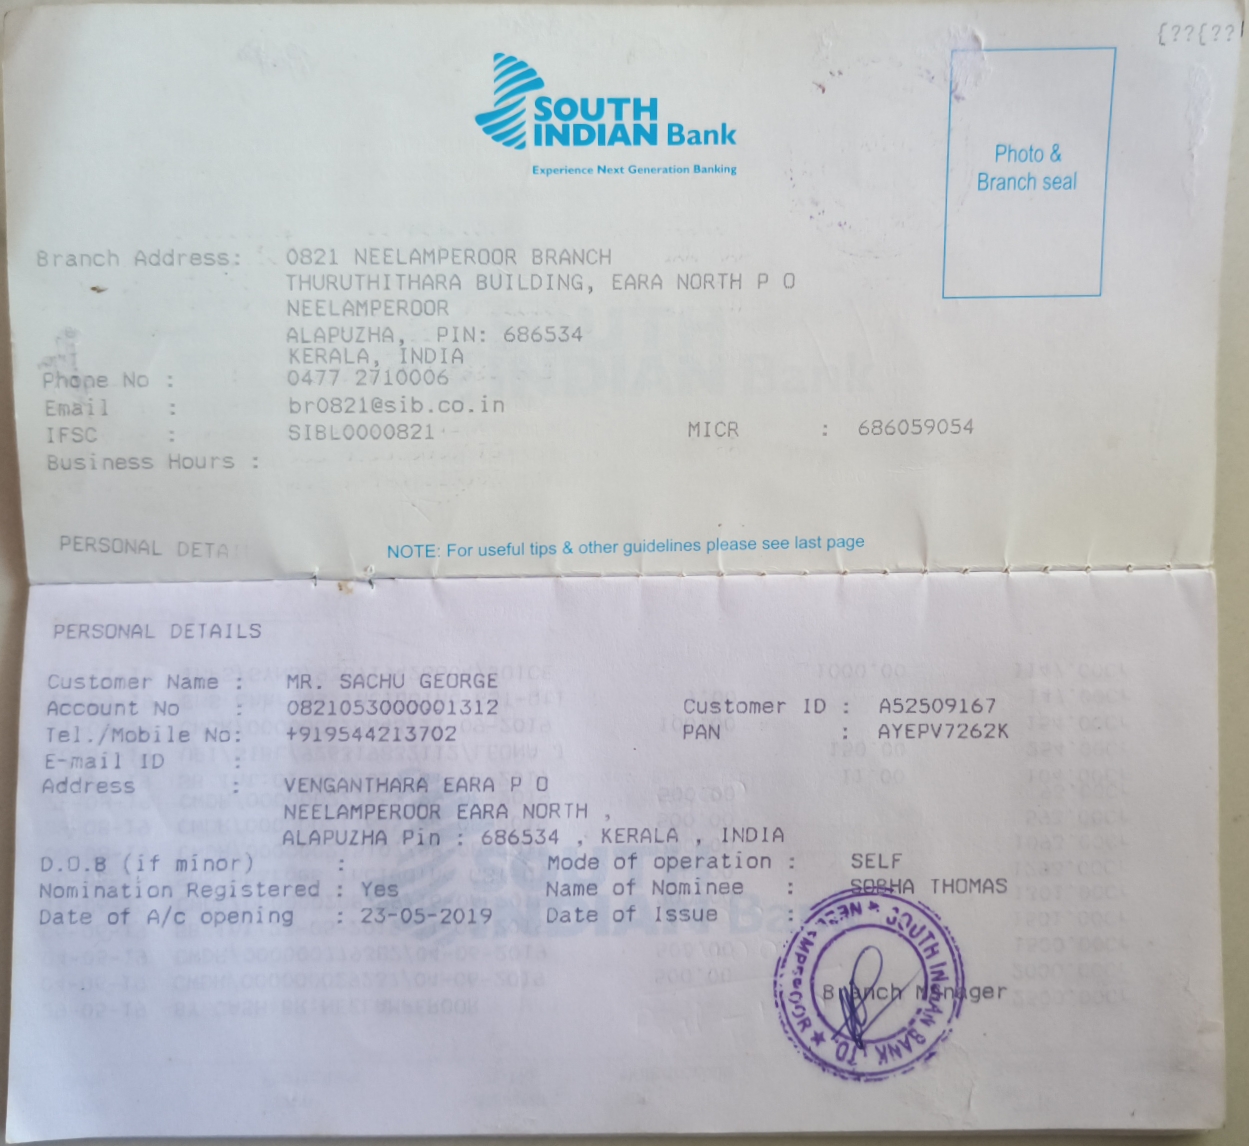 {??{??
SOUTH
INDIAN Bank
Experience Next Generation Banking
Photo &
Branch seal
Branch Address: 0821 NEELAMPEROOR BRANCH
THURUTHITHARA BUILDING, EARA NORTH P O
NEELAMPEROOR
ALAPUZHA, PIN: 686534
KERALA, INDIA
Phone No : 0477 2710006
Email : br0821@sib.co.in
IFSC : SIBL0000821 MICR : 686059054
Business Hours :
PERSONAL DETAI
NOTE: For useful tips & other guidelines please see last page
PERSONAL DETAILS
Customer Name : MR. SACHU GEORGE
Account No : 0821053000001312 Customer ID : A52509167
Tel./Mobile No: +919544213702 PAN : AYEPV7262K
E-mail ID :
Address : VENGANTHARA EARA P O
NEELAMPEROOR EARA NORTH ,
ALAPUZHA Pin : 686534 , KERALA , INDIA
D.O.B (if minor) : Mode of operation : SELF
Nomination Registered : Yes Name of Nominee : SOBHA THOMAS
Date of A/c opening : 23-05-2019 Date of Issue :
Branch Manager
SOUTH INDIAN BANK